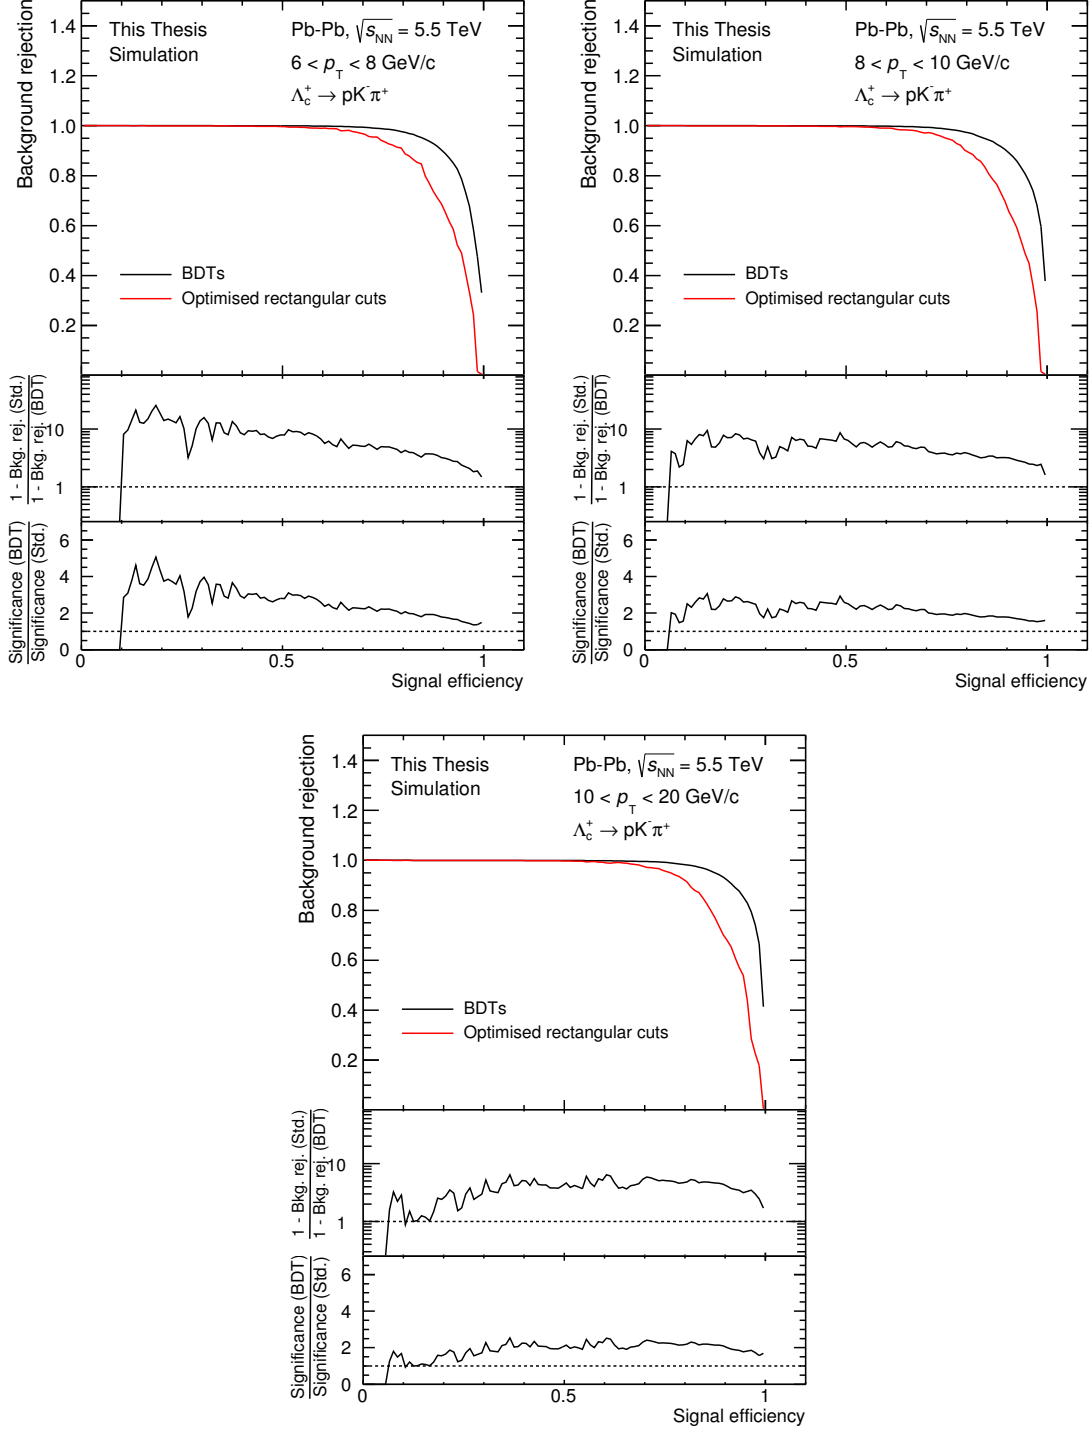 Background rejection
1.4
1.2
1.0
0.8
0.6
0.4
0.2
This Thesis
Simulation
Pb-Pb, √sNN = 5.5 TeV
6 < pT < 8 GeV/c
Λc+ → pK-π+
BDTs
Optimised rectangular cuts
1 - Bkg. rej. (Std.)
1 - Bkg. rej. (BDT)
10
1
Significance (BDT)
Significance (Std.)
6
4
2
0
0 0.5 1
Signal efficiency
Background rejection
1.4
1.2
1.0
0.8
0.6
0.4
0.2
This Thesis
Simulation
Pb-Pb, √sNN = 5.5 TeV
8 < pT < 10 GeV/c
Λc+ → pK-π+
BDTs
Optimised rectangular cuts
1 - Bkg. rej. (Std.)
1 - Bkg. rej. (BDT)
10
1
Significance (BDT)
Significance (Std.)
6
4
2
0
0 0.5 1
Signal efficiency
Background rejection
1.4
1.2
1.0
0.8
0.6
0.4
0.2
This Thesis
Simulation
Pb-Pb, √sNN = 5.5 TeV
10 < pT < 20 GeV/c
Λc+ → pK-π+
BDTs
Optimised rectangular cuts
1 - Bkg. rej. (Std.)
1 - Bkg. rej. (BDT)
10
1
Significance (BDT)
Significance (Std.)
6
4
2
0
0 0.5 1
Signal efficiency